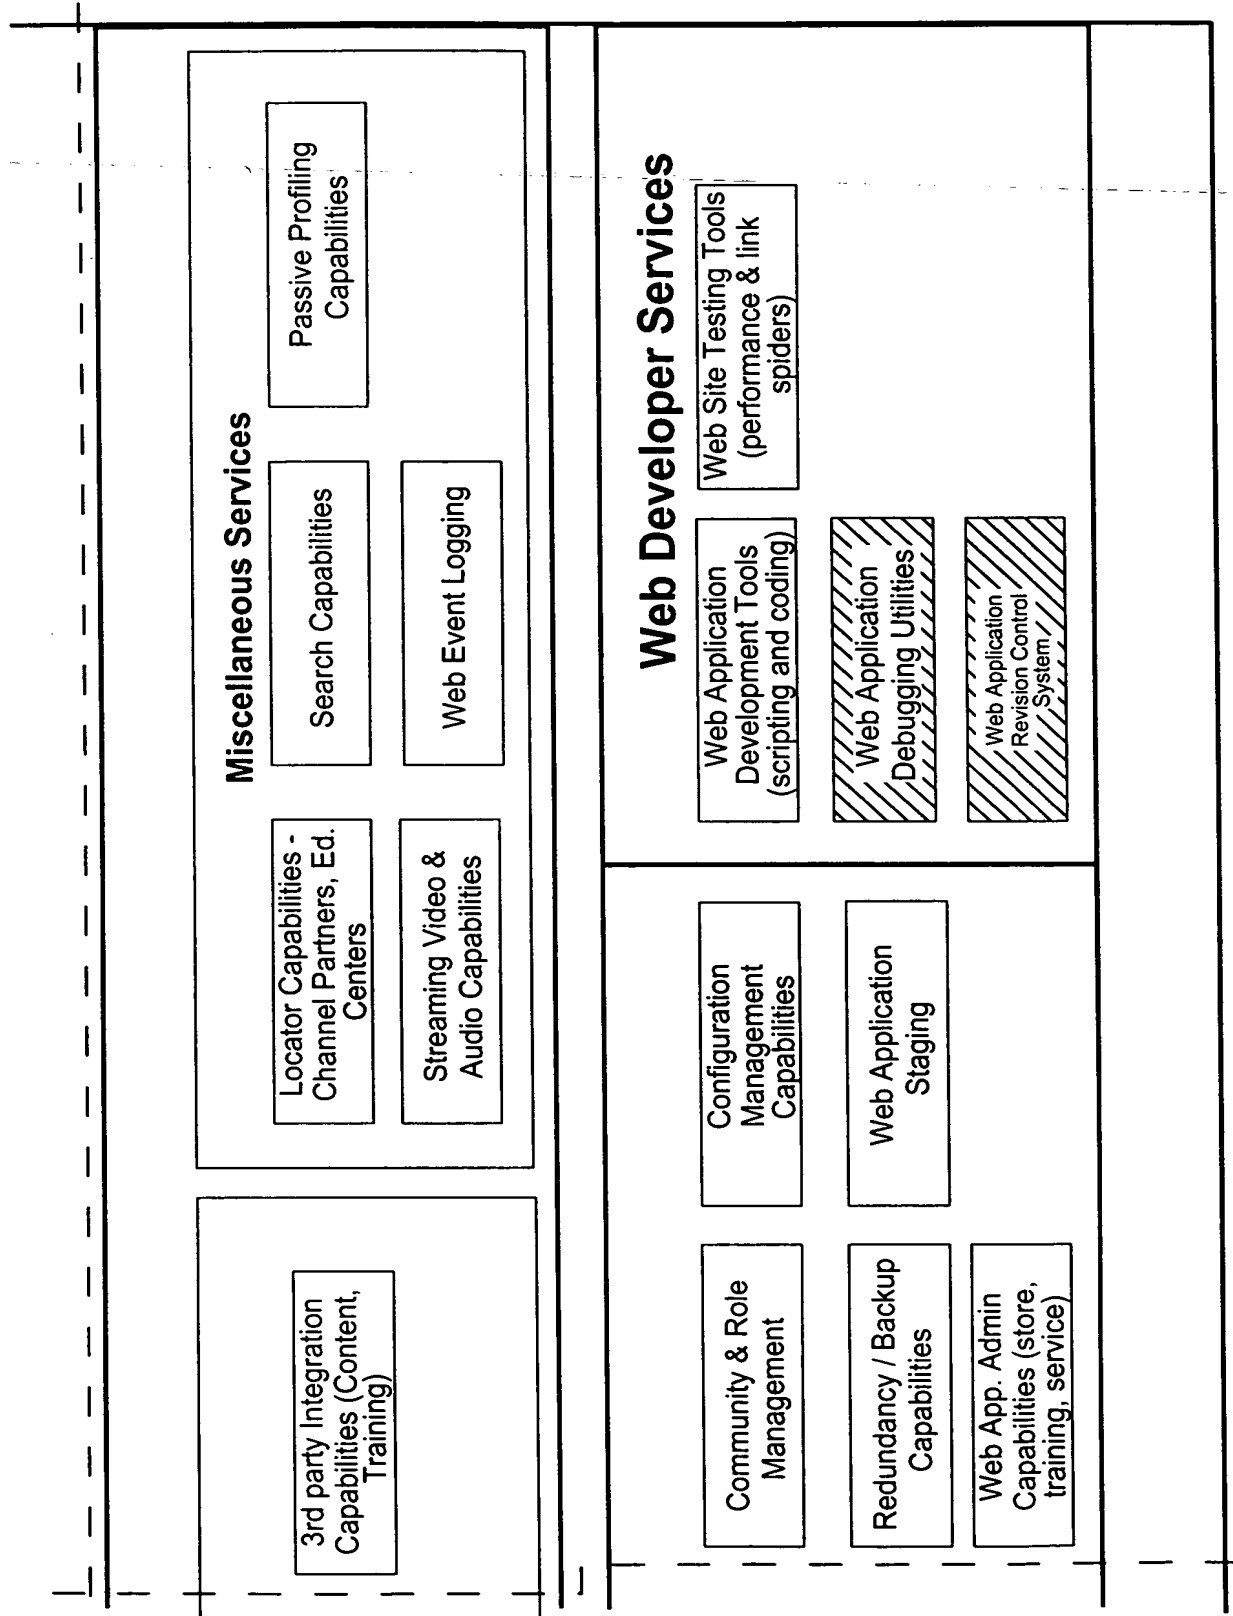 3rd party Integration
Capabilities (Content,
Training)
Miscellaneous Services
Locator Capabilities -
Channel Partners, Ed.
Centers
Search Capabilities
Passive Profiling
Capabilities
Streaming Video &
Audio Capabilities
Web Event Logging
Community & Role
Management
Configuration
Management
Capabilities
Redundancy / Backup
Capabilities
Web Application
Staging
Web App. Admin
Capabilities (store,
training, service)
Web Developer Services
Web Application
Development Tools
(scripting and coding)
Web Site Testing Tools
(performance & link
spiders)
Web Application
Debugging Utilities
Web Application
Revision Control
System